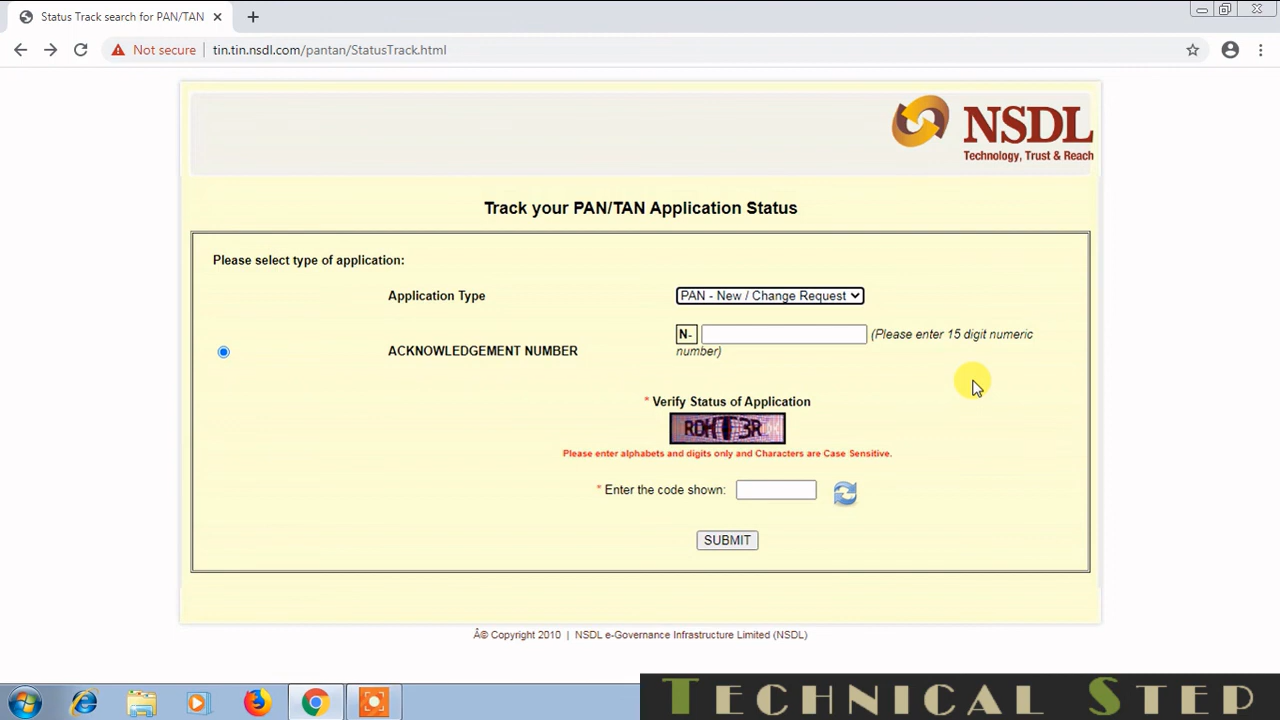 Status Track search for PAN/TAN
Not secure tin.tin.nsdl.com/pantan/StatusTrack.html
NSDL
Technology, Trust & Reach
Track your PAN/TAN Application Status
Please select type of application:
Application Type PAN - New / Change Request
N- (Please enter 15 digit numeric
ACKNOWLEDGEMENT NUMBER number)
* Verify Status of Application
Please enter alphabets and digits only and Characters are Case Sensitive.
* Enter the code shown:
SUBMIT
© Copyright 2010 | NSDL e-Governance Infrastructure Limited (NSDL)
TECHNICAL STEP